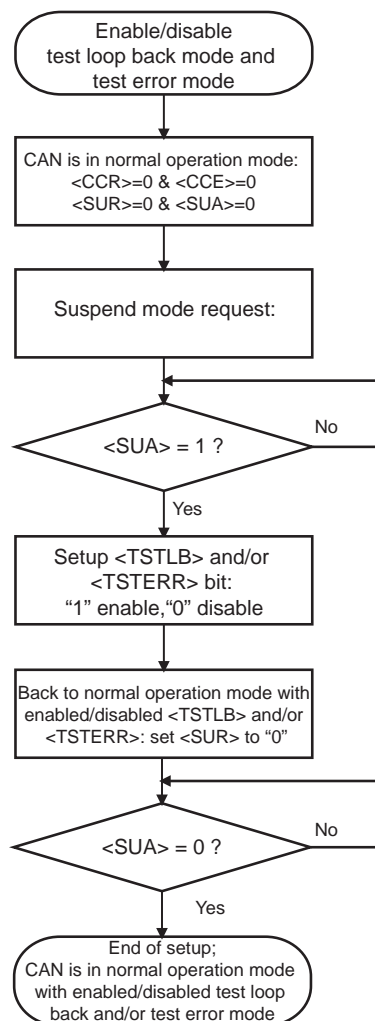 Enable/disable
test loop back mode and
test error mode
CAN is in normal operation mode:
<CCR>=0 & <CCE>=0
<SUR>=0 & <SUA>=0
Suspend mode request:
<SUA> = 1 ?
No
Yes
Setup <TSTLB> and/or
<TSTERR> bit:
“1” enable,“0” disable
Back to normal operation mode with
enabled/disabled <TSTLB> and/or
<TSTERR>: set <SUR> to “0”
<SUA> = 0 ?
No
Yes
End of setup;
CAN is in normal operation mode
with enabled/disabled test loop
back and/or test error mode